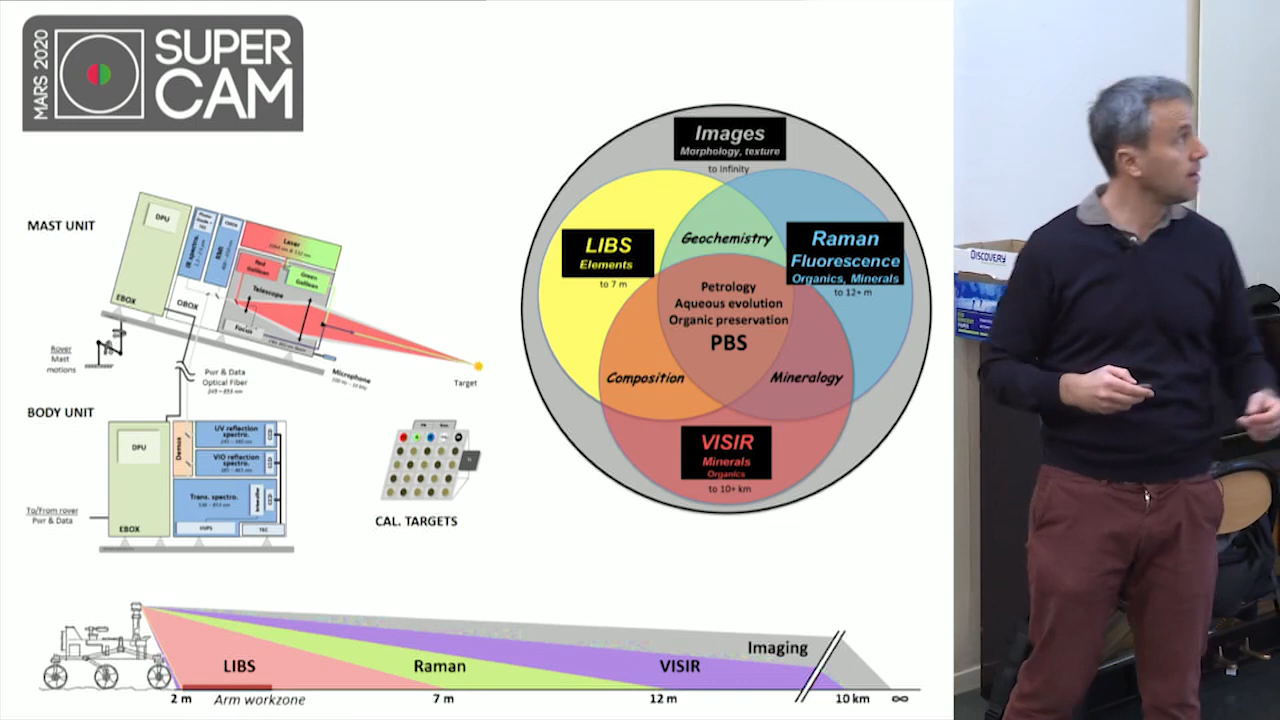 MARS 2020
SUPER
CAM
MAST UNIT
DPU
EBOX
OBOX
Laser
Red
Galilean
Green
Galilean
Telescope
Focus
Rover
Mast
motions
Pwr & Data
Optical Fiber
Microphone
Target
BODY UNIT
DPU
EBOX
Demux
UV reflection
spectro.
VIO reflection
spectro.
Trans. spectro.
To/From rover
Pwr & Data
CAL. TARGETS
Images
Morphology, texture
to infinity
LIBS
Elements
to 7 m
Geochemistry
Raman
Fluorescence
Organics, Minerals
to 12+ m
Petrology
Aqueous evolution
Organic preservation
PBS
Composition
Mineralogy
VISIR
Minerals
Organics
to 10+ km
LIBS
Raman
VISIR
Imaging
2 m
Arm workzone
7 m
12 m
10 km
∞
DISCOVERY